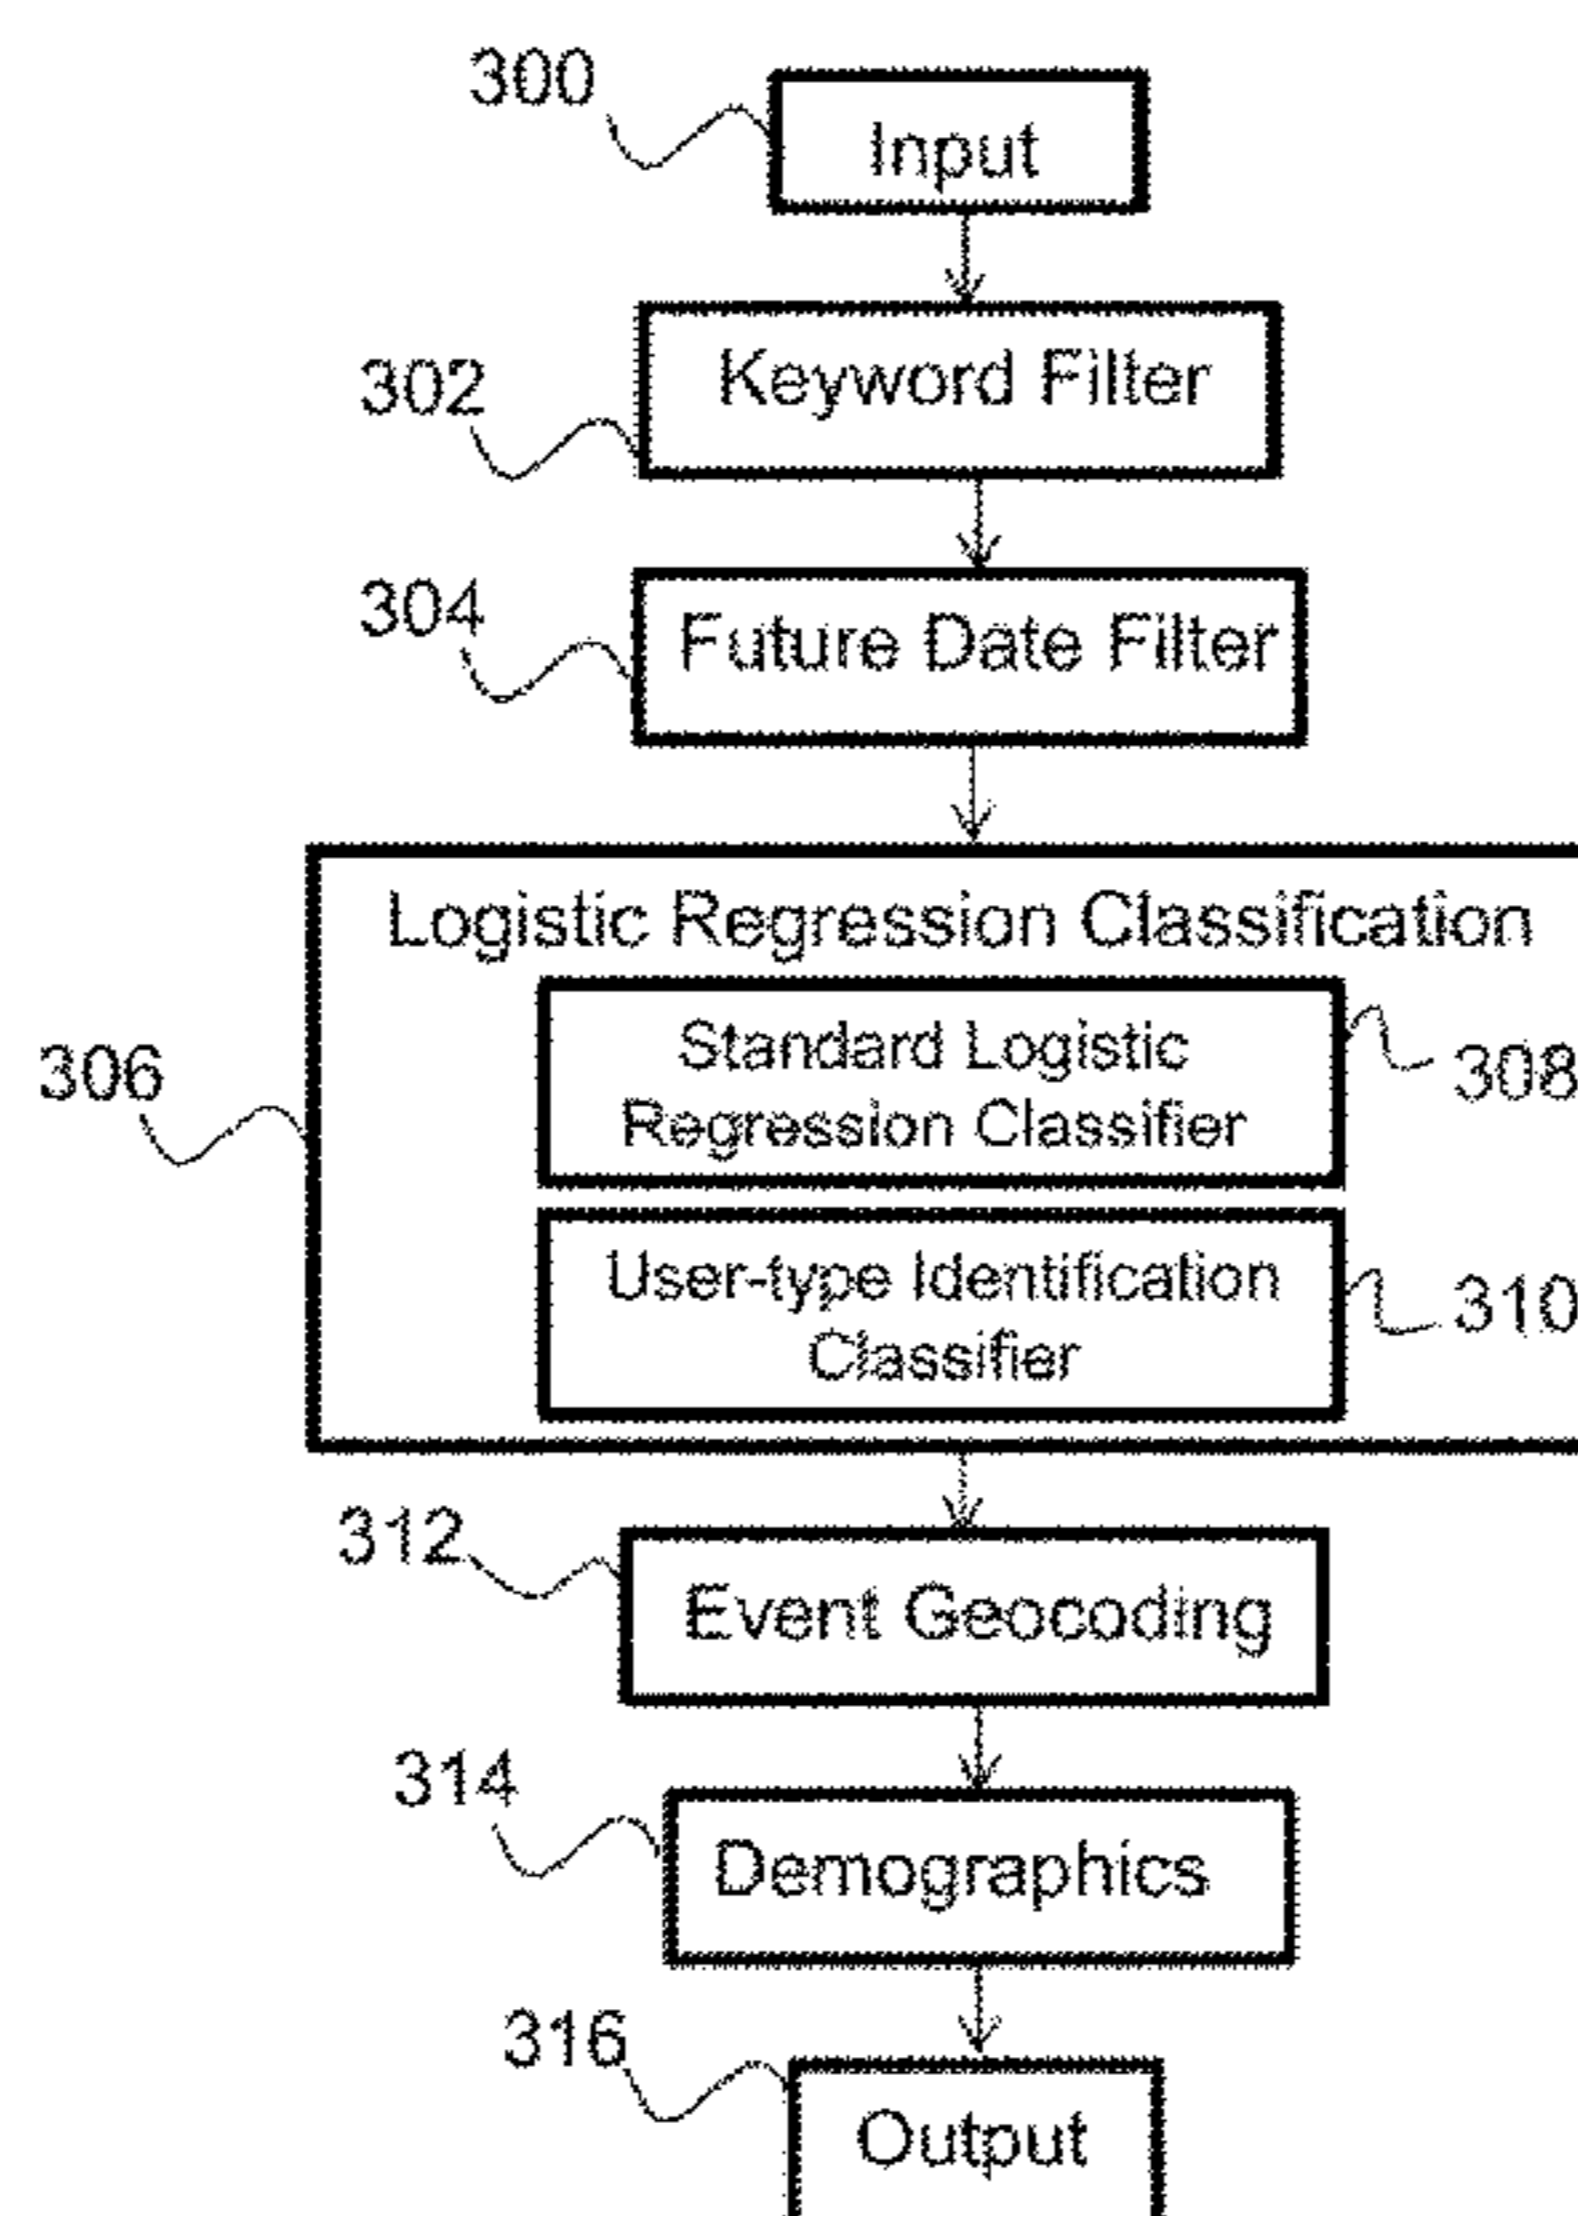 300
Input
302
Keyword Filter
304
Future Date Filter
306
Logistic Regression Classification
Standard Logistic
Regression Classifier
308
User-type Identification
Classifier
310
312
Event Geocoding
314
Demographics
316
Output